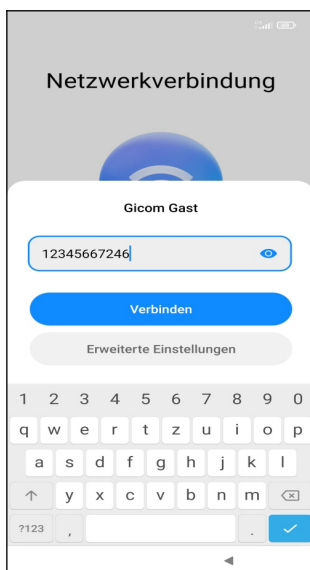 Netzwerkverbindung
Gicom Gast
12345667246
Verbinden
Erweiterte Einstellungen
1 2 3 4 5 6 7 8 9 0
q w e r t z u i o p
a s d f g h j k l
y x c v b n m
?123 , .